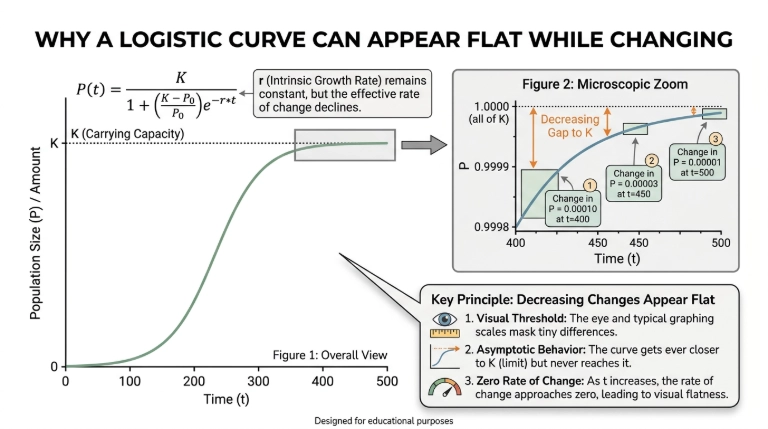 WHY A LOGISTIC CURVE CAN APPEAR FLAT WHILE CHANGING
P(t) = K / (1 + ((K − P₀)/P₀)e^(−r*t))
r (Intrinsic Growth Rate) remains
constant, but the effective rate
of change declines.
K (Carrying Capacity)
K
0
Population Size (P) / Amount
Figure 1: Overall View
0 100 200 300 400 500
Time (t)
Figure 2: Microscopic Zoom
1.0000
(all of K)
0.9999
0.9998
P
Decreasing
Gap to K
1
Change in
P = 0.00010
at t=400
2
Change in
P = 0.00003
at t=450
3
Change in
P = 0.00001
at t=500
400 450 450 500
Time (t)
Key Principle: Decreasing Changes Appear Flat
1. Visual Threshold: The eye and typical graphing
scales mask tiny differences.
2. Asymptotic Behavior: The curve gets ever closer
to K (limit) but never reaches it.
3. Zero Rate of Change: As t increases, the rate of
change approaches zero, leading to visual flatness.
Designed for educational purposes